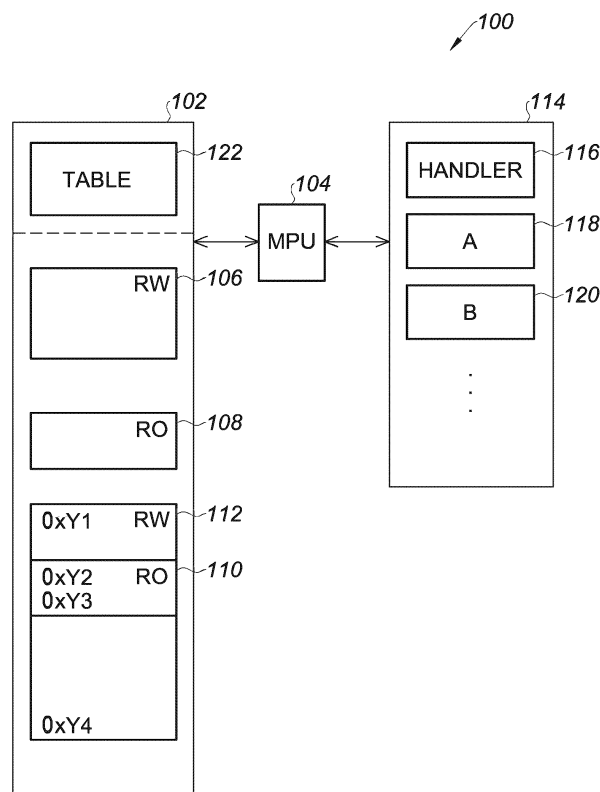 100
102
114
122
TABLE
116
HANDLER
104
MPU
118
A
RW
106
120
B
RO
108
0xY1
RW
112
0xY2
RO
110
0xY3
0xY4